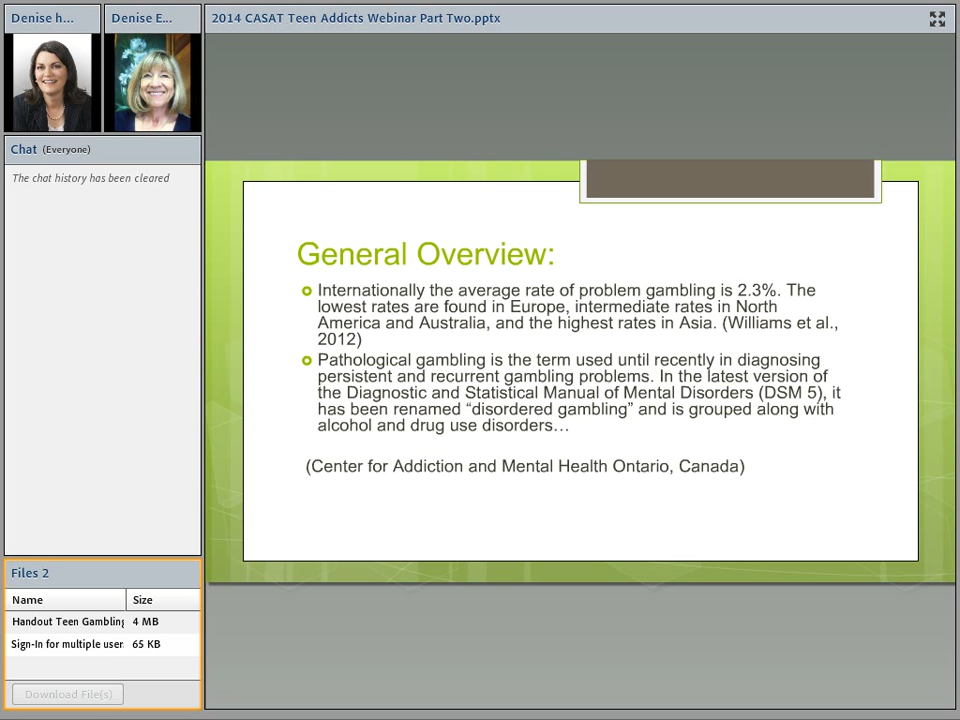 Denise h...
Denise E...
2014 CASAT Teen Addicts Webinar Part Two.pptx
Chat (Everyone)
The chat history has been cleared
General Overview:
Internationally the average rate of problem gambling is 2.3%. The
lowest rates are found in Europe, intermediate rates in North
America and Australia, and the highest rates in Asia. (Williams et al.,
2012)
Pathological gambling is the term used until recently in diagnosing
persistent and recurrent gambling problems. In the latest version of
the Diagnostic and Statistical Manual of Mental Disorders (DSM 5), it
has been renamed “disordered gambling” and is grouped along with
alcohol and drug use disorders…
(Center for Addiction and Mental Health Ontario, Canada)
Files 2
Name Size
Handout Teen Gambling 4 MB
Sign-In for multiple user 65 KB
Download File(s)